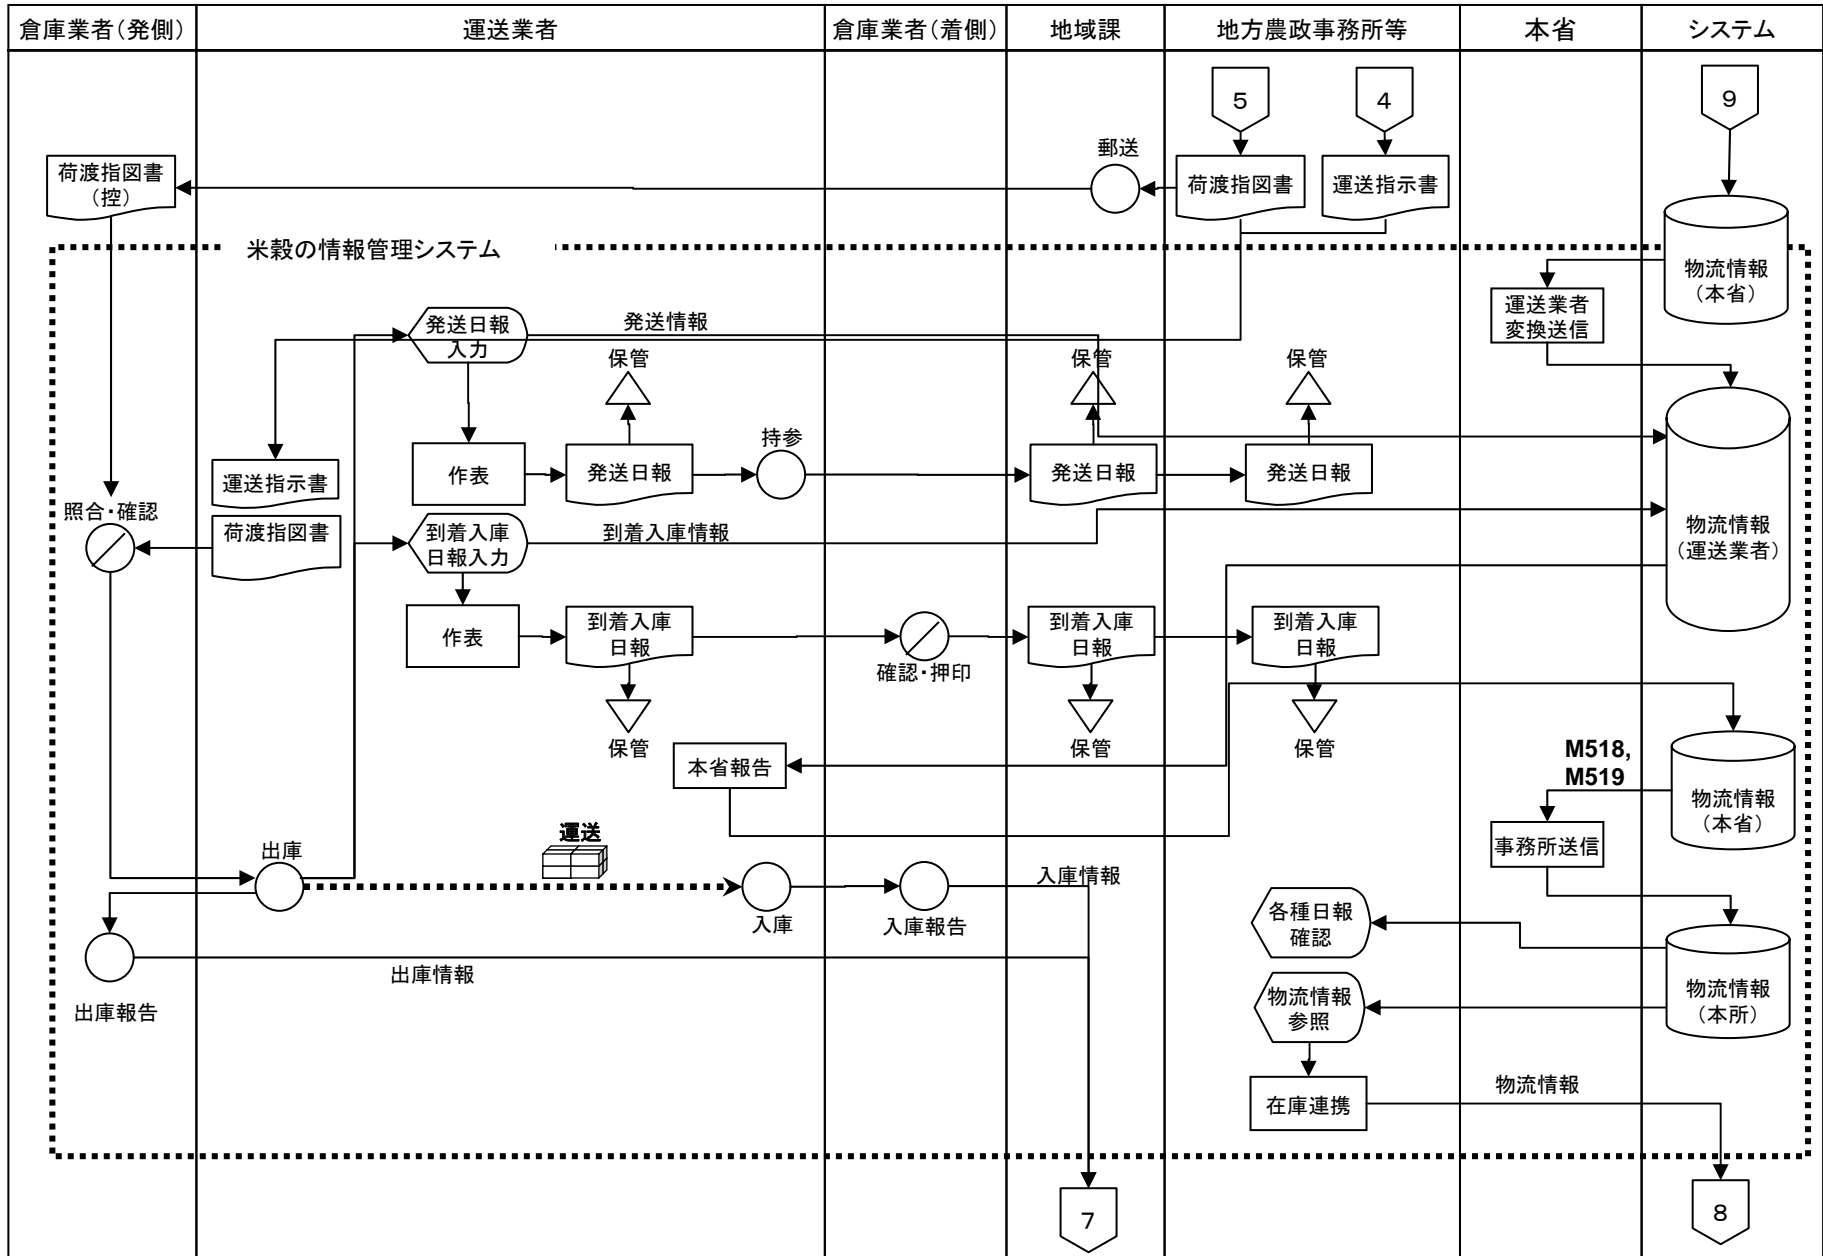 倉庫業者(発側)
運送業者
倉庫業者(着側)
地域課
地方農政事務所等
本省
システム
5
4
9
郵送
荷渡指図書
(控)
荷渡指図書
運送指示書
米穀の情報管理システム
物流情報
(本省)
運送業者
変換送信
発送日報
入力
発送情報
保管
保管
保管
持参
作表
発送日報
発送日報
発送日報
運送指示書
照合・確認
荷渡指図書
到着入庫
日報入力
到着入庫情報
物流情報
(運送業者)
作表
到着入庫
日報
確認・押印
到着入庫
日報
到着入庫
日報
保管
保管
保管
本省報告
M518,
M519
物流情報
(本省)
運送
事務所送信
出庫
入庫
入庫報告
入庫情報
各種日報
確認
出庫情報
出庫報告
物流情報
参照
物流情報
(本所)
在庫連携
物流情報
7
8